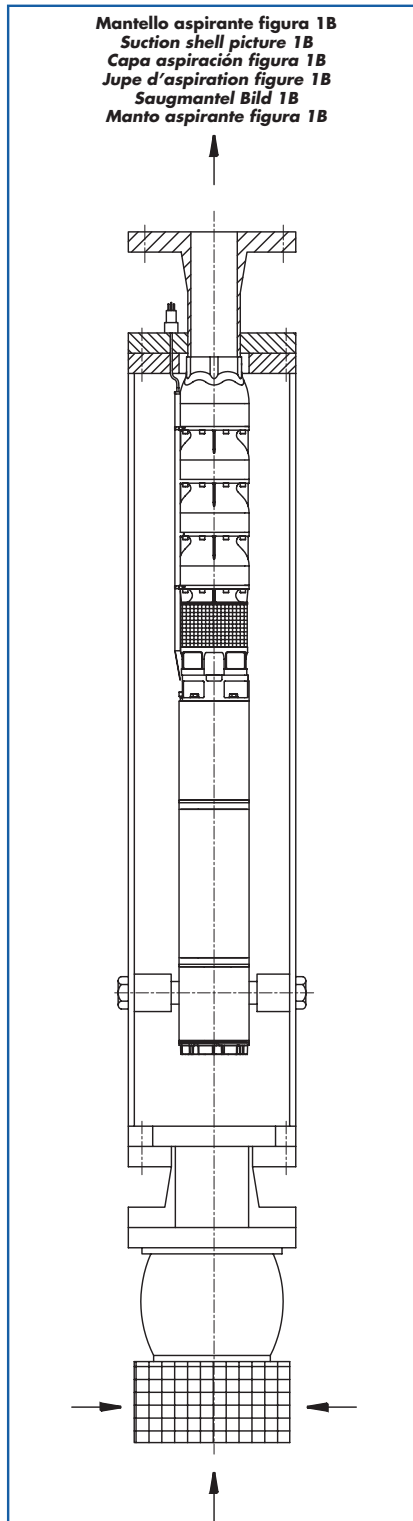 Mantello aspirante figura 1B
Suction shell picture 1B
Capa aspiración figura 1B
Jupe d'aspiration figure 1B
Saugmantel Bild 1B
Manto aspirante figura 1B